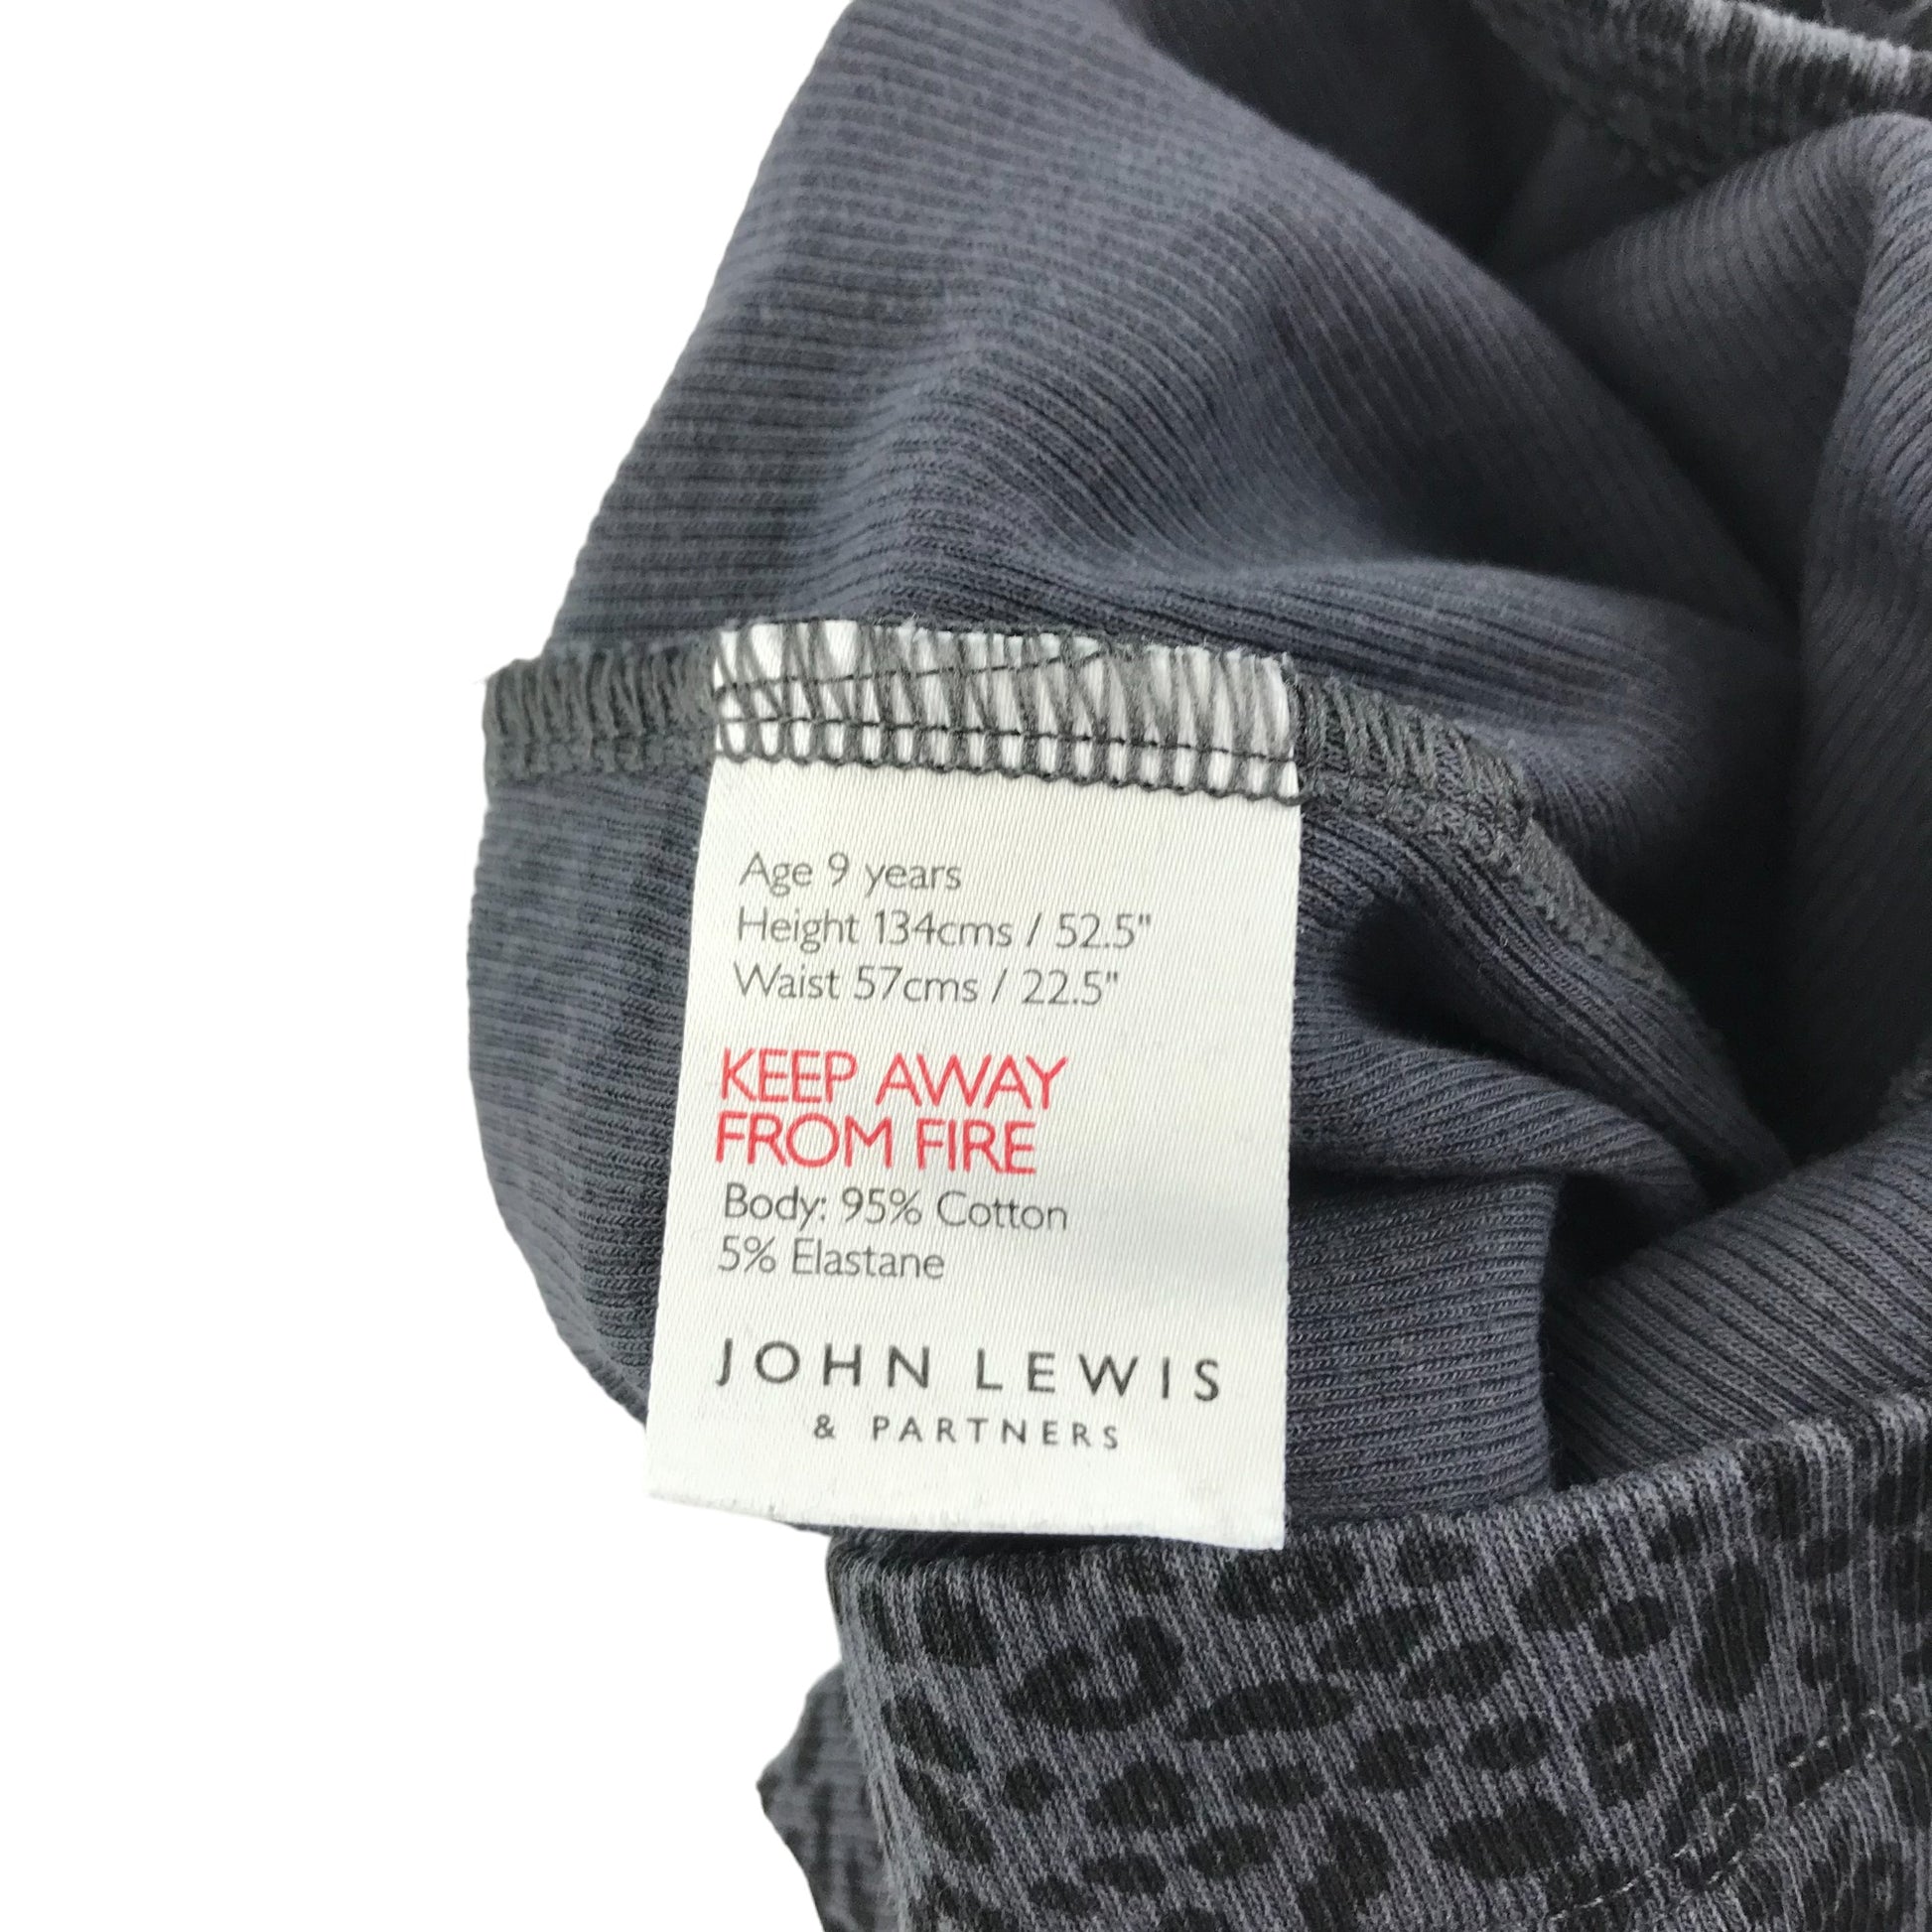 Age 9 years
Height 134cms / 52.5"
Waist 57cms / 22.5"
KEEP AWAY
FROM FIRE
Body: 95% Cotton
5% Elastane
JOHN LEWIS
& PARTNERS